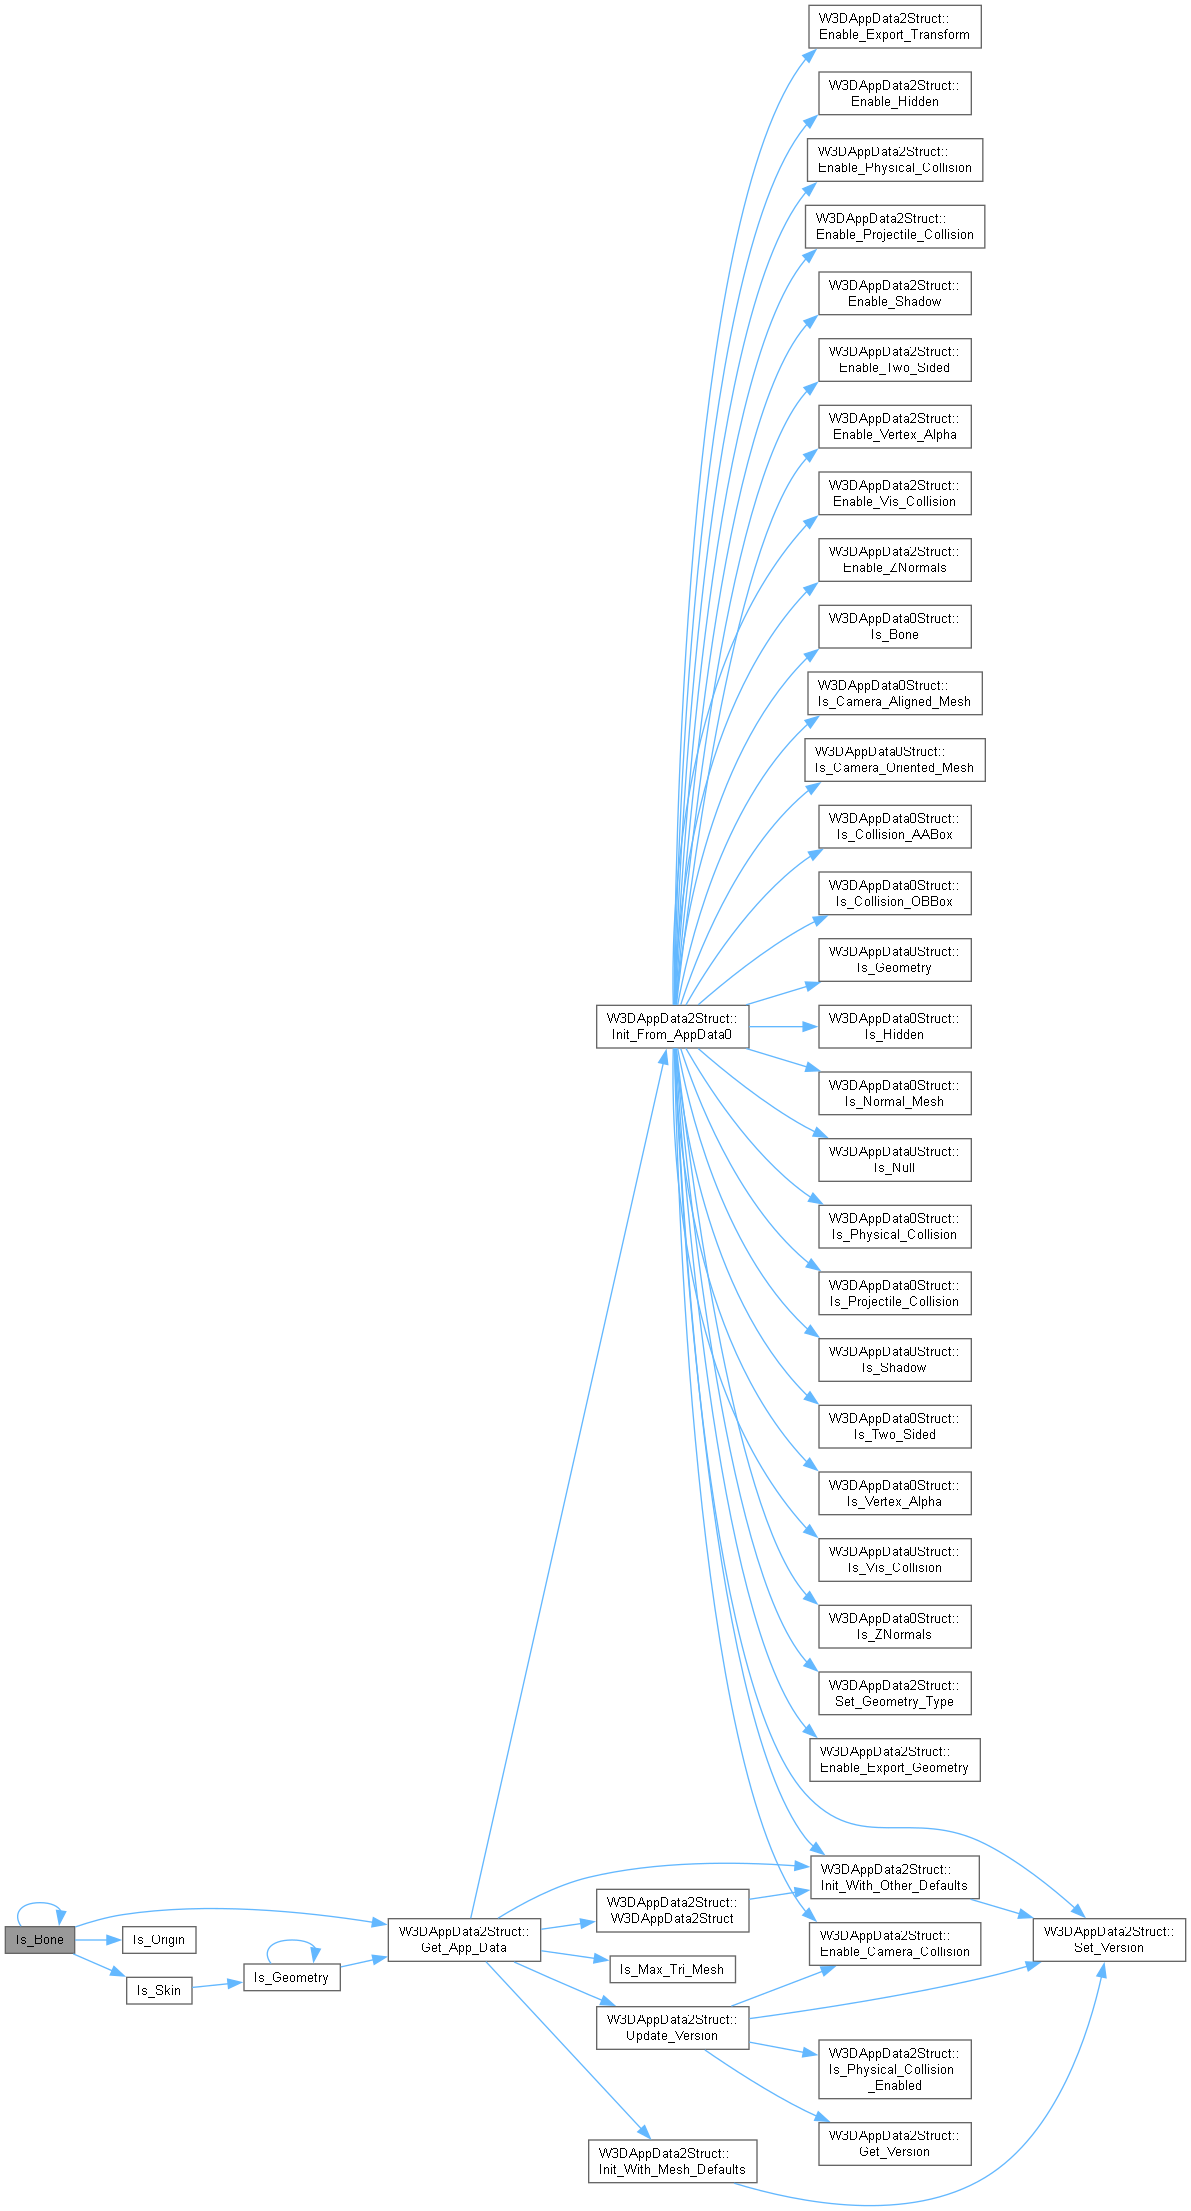 W3DAppData2Struct::
Enable_Export_Transform
W3DAppData2Struct::
Enable_Hidden
W3DAppData2Struct::
Enable_Physical_Collision
W3DAppData2Struct::
Enable_Projectile_Collision
W3DAppData2Struct::
Enable_Shadow
W3DAppData2Struct::
Enable_Two_Sided
W3DAppData2Struct::
Enable_Vertex_Alpha
W3DAppData2Struct::
Enable_Vis_Collision
W3DAppData2Struct::
Enable_ZNormals
W3DAppData0Struct::
Is_Bone
W3DAppData0Struct::
Is_Camera_Aligned_Mesh
W3DAppData0Struct::
Is_Camera_Oriented_Mesh
W3DAppData0Struct::
Is_Collision_AABox
W3DAppData0Struct::
Is_Collision_OBBox
W3DAppData0Struct::
Is_Geometry
W3DAppData2Struct::
Init_From_AppData0
W3DAppData0Struct::
Is_Hidden
W3DAppData0Struct::
Is_Normal_Mesh
W3DAppData0Struct::
Is_Null
W3DAppData0Struct::
Is_Physical_Collision
W3DAppData0Struct::
Is_Projectile_Collision
W3DAppData0Struct::
Is_Shadow
W3DAppData0Struct::
Is_Two_Sided
W3DAppData0Struct::
Is_Vertex_Alpha
W3DAppData0Struct::
Is_Vis_Collision
W3DAppData0Struct::
Is_ZNormals
W3DAppData2Struct::
Set_Geometry_Type
W3DAppData2Struct::
Enable_Export_Geometry
W3DAppData2Struct::
Init_With_Other_Defaults
W3DAppData2Struct::
W3DAppData2Struct
Is_Bone
Is_Origin
W3DAppData2Struct::
Get_App_Data
W3DAppData2Struct::
Enable_Camera_Collision
W3DAppData2Struct::
Set_Version
Is_Skin
Is_Geometry
Is_Max_Tri_Mesh
W3DAppData2Struct::
Update_Version
W3DAppData2Struct::
Is_Physical_Collision
_Enabled
W3DAppData2Struct::
Get_Version
W3DAppData2Struct::
Init_With_Mesh_Defaults